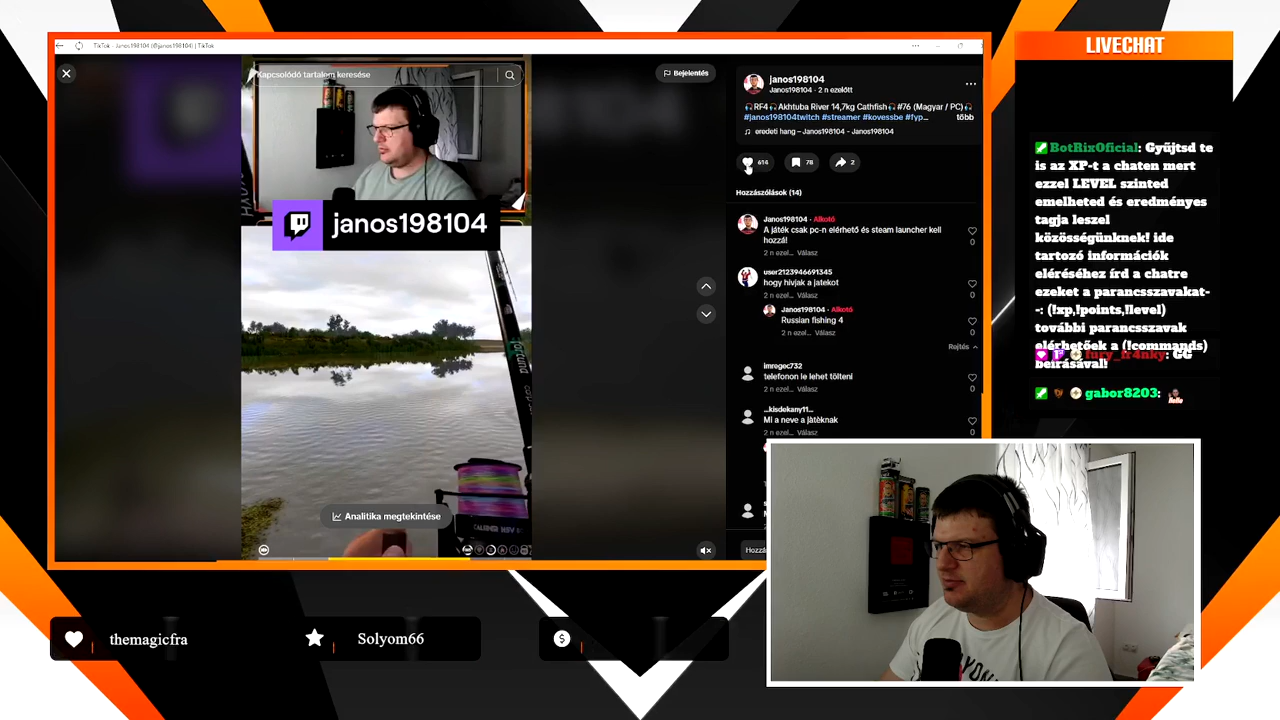 TikTok - Janos198104 (@janos198104) | TikTok
Kapcsolódó tartalom keresése
Bejelentés
janos198104
Analitika megtekintése
janos198104
Janos198104 · 2 n ezelőtt
🎧RF4🎧Akhtuba River 14,7kg Catfish🎧#76 (Magyar / PC)🎧
#janos198104twitch #streamer #kovessbe #fyp... több
♫ eredeti hang – Janos198104 - Janos198104
614
78
2
Hozzászólások (14)
Janos198104 · Alkotó
A játék csak pc-n elérhető és steam launcher kell
hozzá!
2 n ezel... Válasz
0
user2123946691345
hogy hivjak a jatekot
2 n ezel... Válasz
0
Janos198104 · Alkotó
Russian fishing 4
2 n ezel... Válasz
0
Rejtés
imregec732
telefonon le lehet tölteni
2 n ezel... Válasz
0
...kisdekany11...
Mi a neve a jàtèknak
2 n ezel... Válasz
0
LIVECHAT
BotRixOficial: Gyűjtsd te
is az XP-t a chaten mert
ezzel LEVEL szinted
emelheted és eredményes
tagja leszel
közösségünknek! ide
tartozó információk
eléréséhez írd a chatre
ezeket a parancsszavakat-
-: (!xp,!points,!level)
további parancsszavak
elérhetőek a (!commands)
beírásával!
fury_fr4nky: GG
gabor8203:
themagicfra
Solyom66